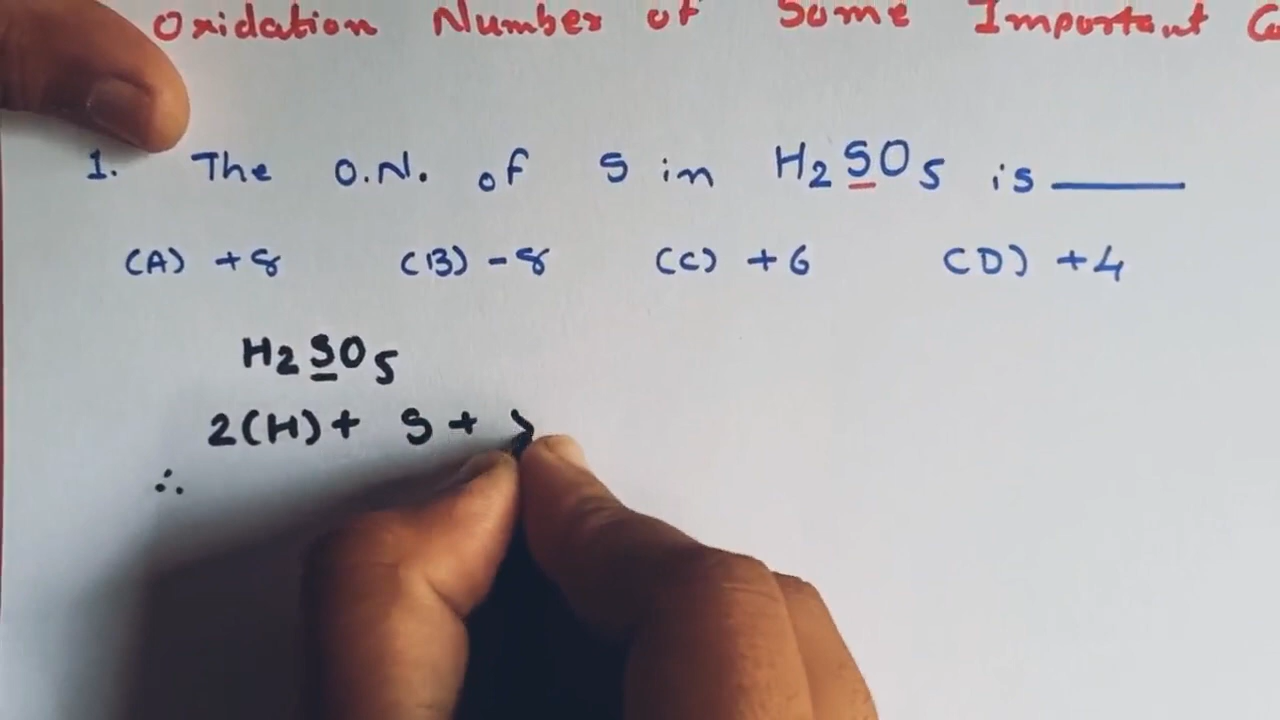 Oxidation Number of Some Important
1. The O.N. of S in H₂SO₅ is ____
(A) +8 (B) -8 (C) +6 (D) +4
H₂SO₅
2(H) + S +
∴